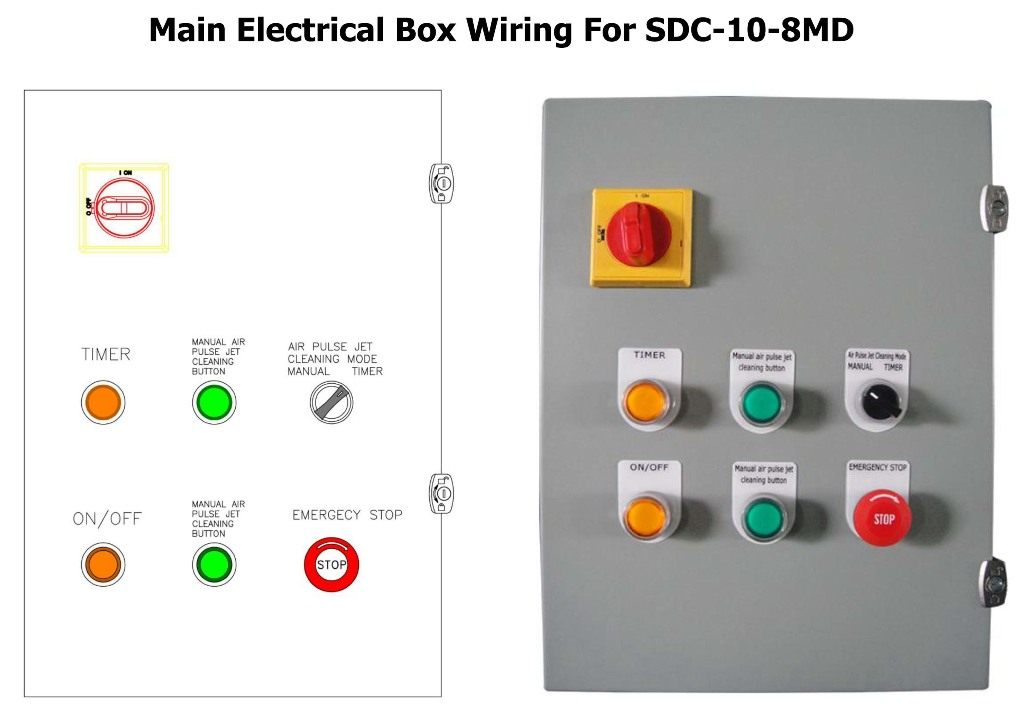 Main Electrical Box Wiring For SDC-10-8MD
I ON
O OFF
TIMER
MANUAL AIR
PULSE JET
CLEANING
BUTTON
AIR PULSE JET
CLEANING MODE
MANUAL TIMER
ON/OFF
MANUAL AIR
PULSE JET
CLEANING
BUTTON
EMERGECY STOP
STOP
I ON
O OFF
TIMER
Manual air pulse jet
cleaning button
Air Pulse Jet Cleaning Mode
MANUAL TIMER
ON/OFF
Manual air pulse jet
cleaning button
EMERGENCY STOP
STOP